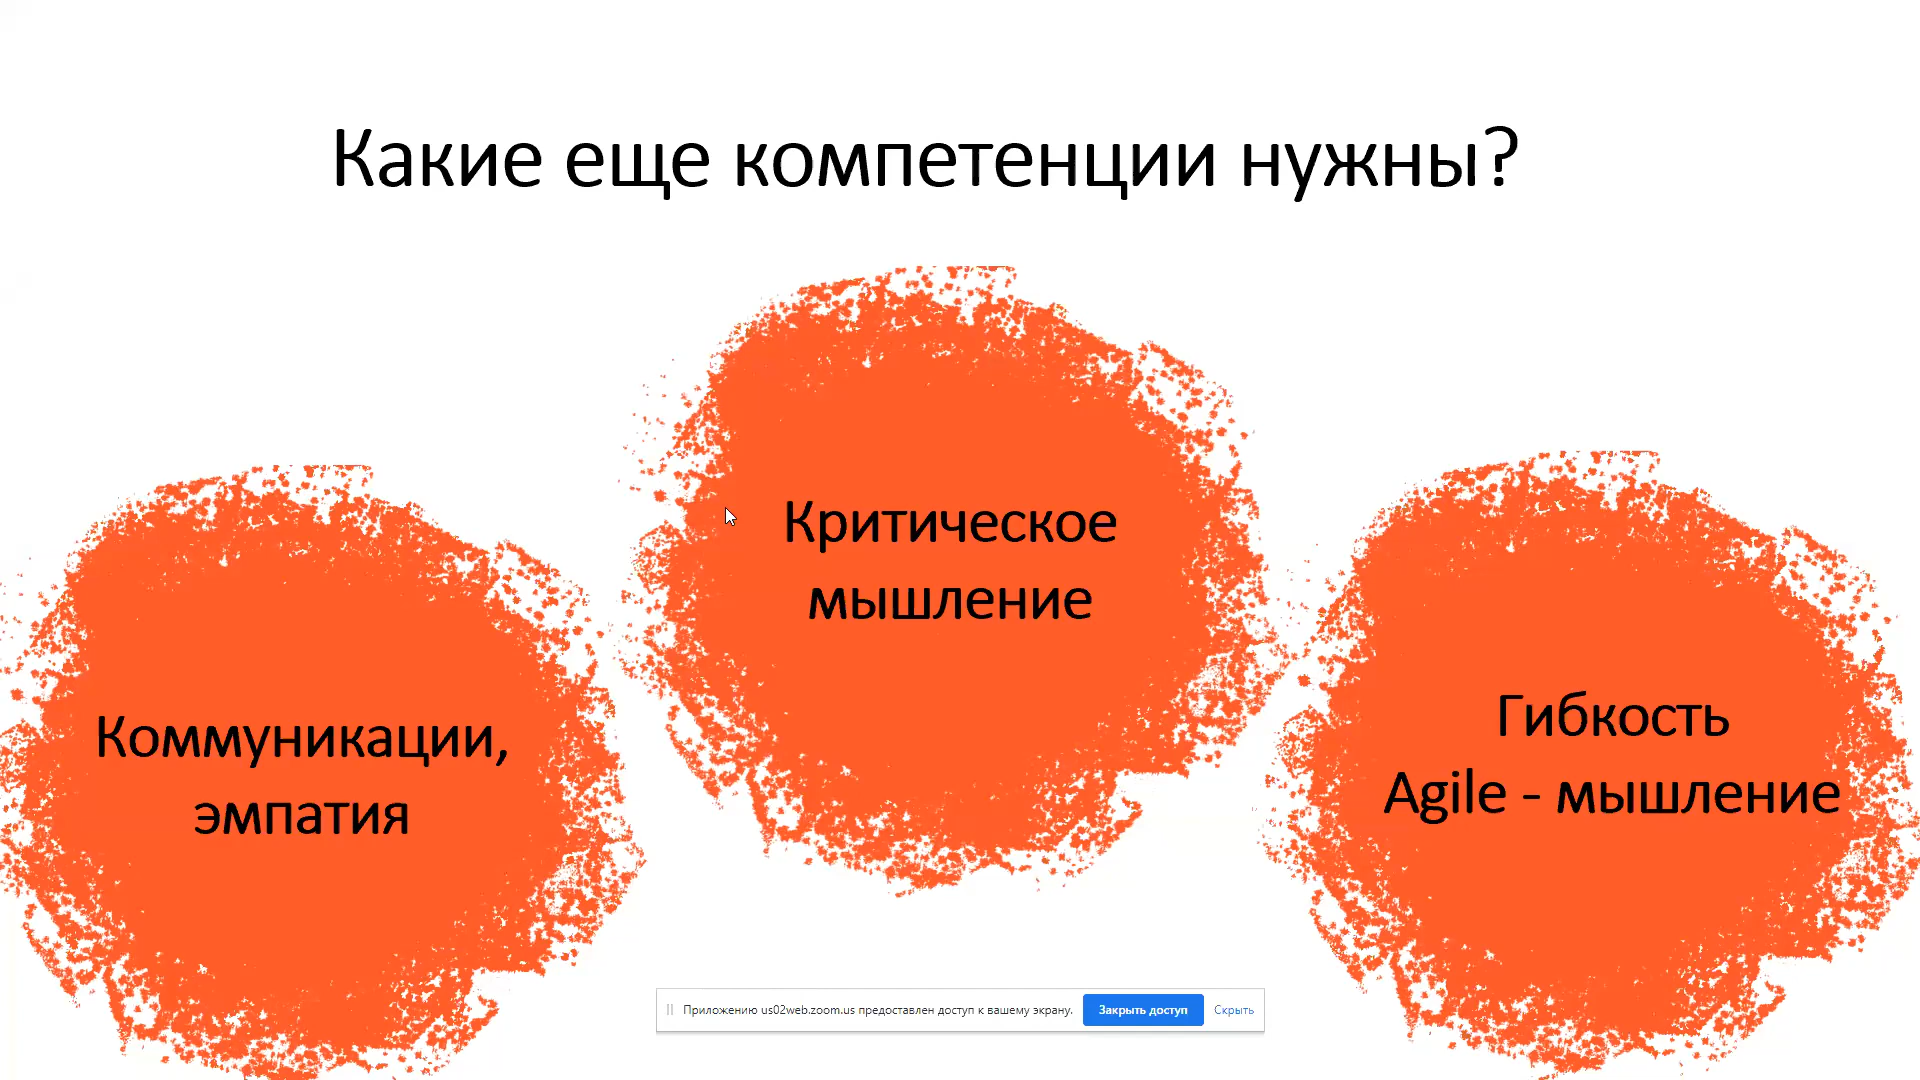 Какие еще компетенции нужны?
Критическое
мышление
Коммуникации,
эмпатия
Гибкость
Agile - мышление
Приложению us02web.zoom.us предоставлен доступ к вашему экрану. Закрыть доступ Скрыть